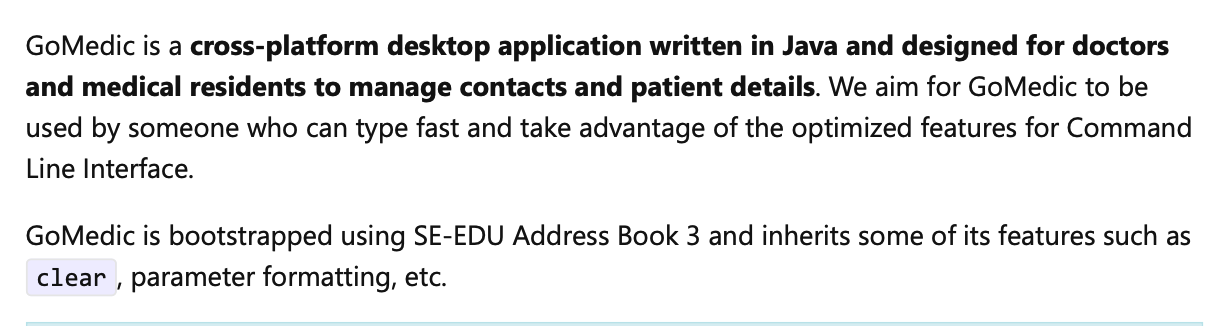 GoMedic is a cross-platform desktop application written in Java and designed for doctors
and medical residents to manage contacts and patient details. We aim for GoMedic to be
used by someone who can type fast and take advantage of the optimized features for Command
Line Interface.
GoMedic is bootstrapped using SE-EDU Address Book 3 and inherits some of its features such as
clear, parameter formatting, etc.